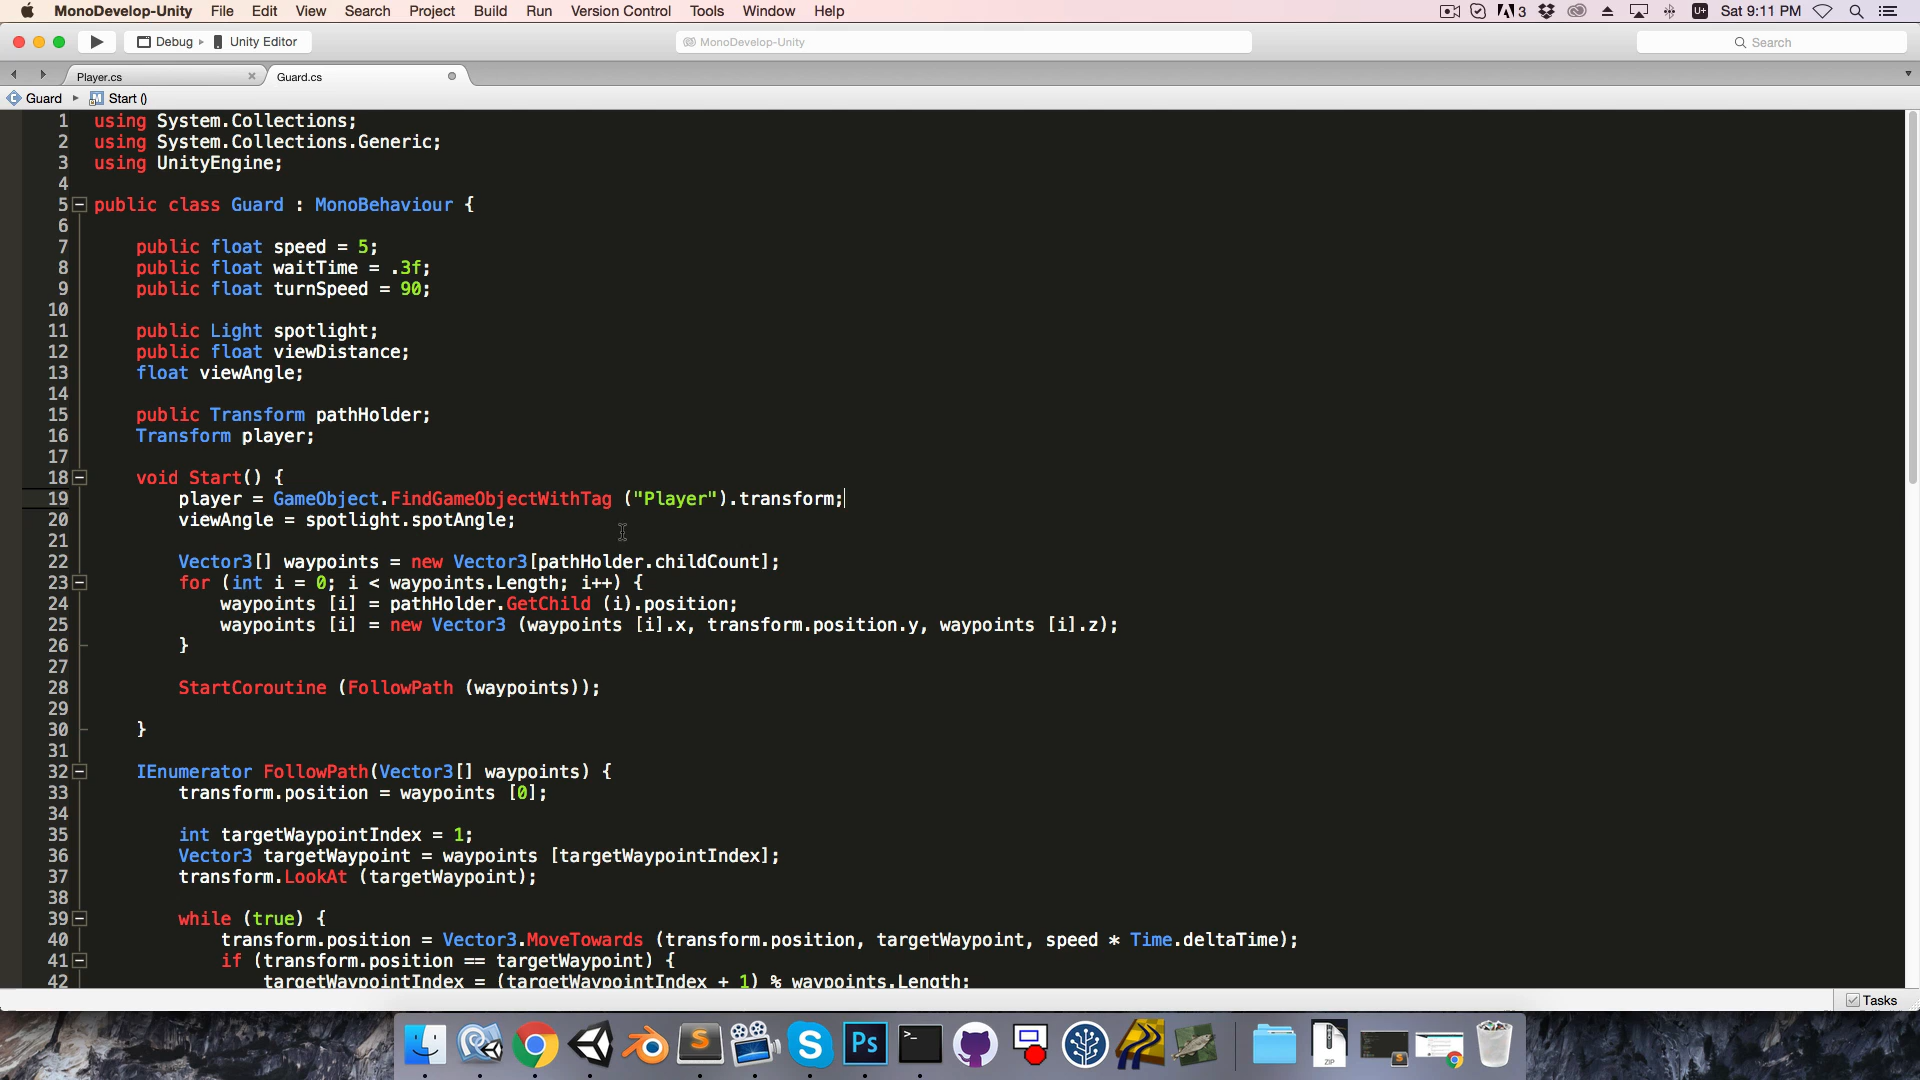 MonoDevelop-Unity File Edit View Search Project Build Run Version Control Tools Window Help 3 U+ Sat 9:11 PM
Debug Unity Editor MonoDevelop-Unity Search
Player.cs Guard.cs
Guard Start ()
1 using System.Collections;
2 using System.Collections.Generic;
3 using UnityEngine;
4
5 public class Guard : MonoBehaviour {
6
7 public float speed = 5;
8 public float waitTime = .3f;
9 public float turnSpeed = 90;
10
11 public Light spotlight;
12 public float viewDistance;
13 float viewAngle;
14
15 public Transform pathHolder;
16 Transform player;
17
18 void Start() {
19 player = GameObject.FindGameObjectWithTag ("Player").transform;
20 viewAngle = spotlight.spotAngle;
21
22 Vector3[] waypoints = new Vector3[pathHolder.childCount];
23 for (int i = 0; i < waypoints.Length; i++) {
24 waypoints [i] = pathHolder.GetChild (i).position;
25 waypoints [i] = new Vector3 (waypoints [i].x, transform.position.y, waypoints [i].z);
26 }
27
28 StartCoroutine (FollowPath (waypoints));
29
30 }
31
32 IEnumerator FollowPath(Vector3[] waypoints) {
33 transform.position = waypoints [0];
34
35 int targetWaypointIndex = 1;
36 Vector3 targetWaypoint = waypoints [targetWaypointIndex];
37 transform.LookAt (targetWaypoint);
38
39 while (true) {
40 transform.position = Vector3.MoveTowards (transform.position, targetWaypoint, speed * Time.deltaTime);
41 if (transform.position == targetWaypoint) {
42 targetWaypointIndex = (targetWaypointIndex + 1) % waypoints.Length;
Tasks
S S Ps >_ ZIP